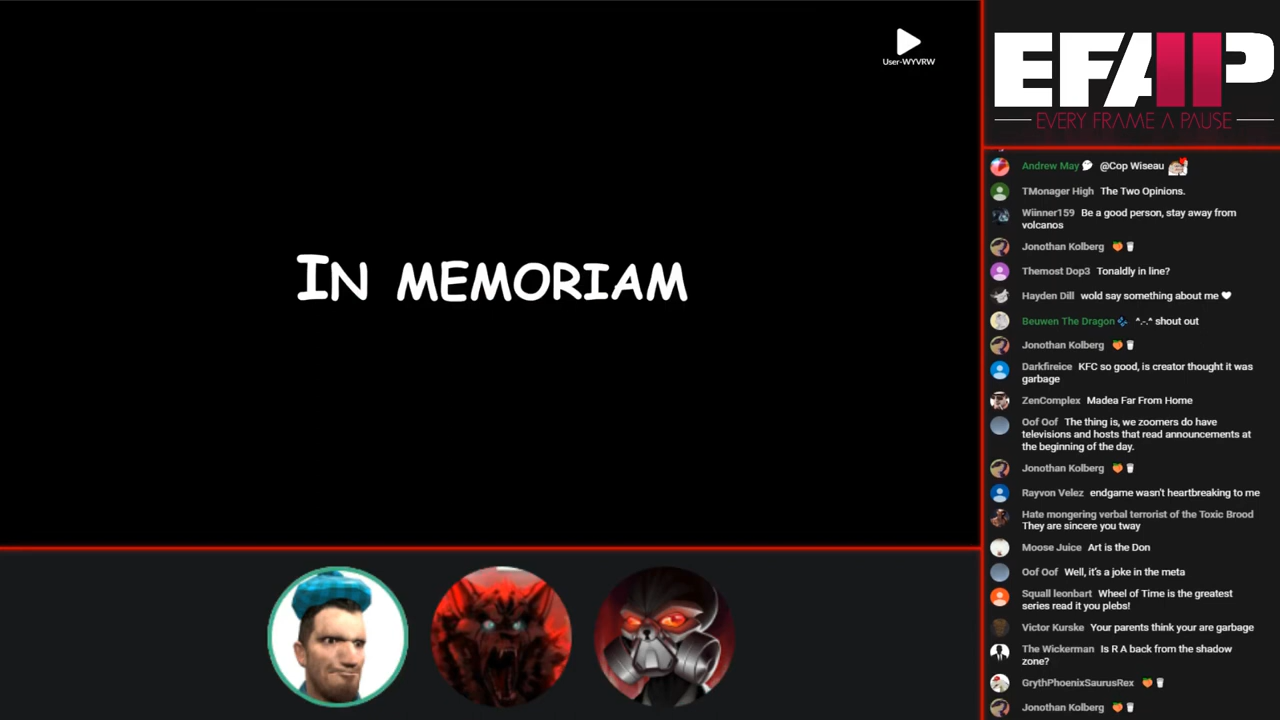 User-WYVRW
IN MEMORIAM
EFAP
EVERY FRAME A PAUSE
Andrew May @Cop Wiseau
TMonager High The Two Opinions.
Wiinner159 Be a good person, stay away from
volcanos
Jonothan Kolberg 🍑🥛
Themost Dop3 Tonaldly in line?
Hayden Dill wold say something about me 🤍
Beuwen The Dragon ^.-.^ shout out
Jonothan Kolberg 🍑🥛
Darkfireice KFC so good, is creator thought it was
garbage
ZenComplex Madea Far From Home
Oof Oof The thing is, we zoomers do have
televisions and hosts that read announcements at
the beginning of the day.
Jonothan Kolberg 🍑🥛
Rayvon Velez endgame wasn't heartbreaking to me
Hate mongering verbal terrorist of the Toxic Brood
They are sincere you tway
Moose Juice Art is the Don
Oof Oof Well, it's a joke in the meta
Squall leonbart Wheel of Time is the greatest
series read it you plebs!
Victor Kurske Your parents think your are garbage
The Wickerman Is R A back from the shadow
zone?
GrythPhoenixSaurusRex 🍑🥛
Jonothan Kolberg 🍑🥛